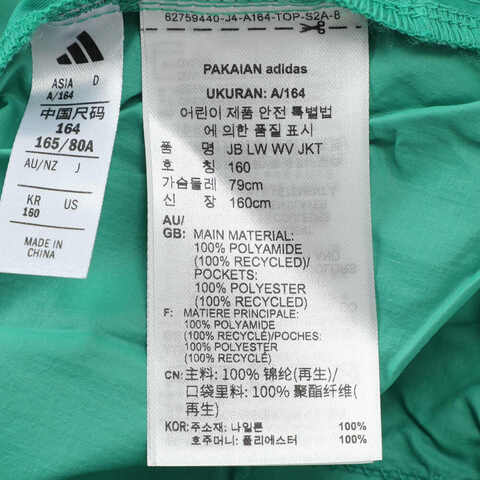 62759440-J4-A164-TOP-S2A-8
ASIA D
A/164
中国尺码
164
165/80A
AU/NZ J
KR US
160
MADE IN
CHINA
PAKAIAN adidas
UKURAN: A/164
어린이 제품 안전 특별법
에 의한 품질 표시
품 명 JB LW WV JKT
호 칭 160
가슴둘레 79cm
신 장 160cm
AU/
GB: MAIN MATERIAL:
100% POLYAMIDE
(100% RECYCLED)/
POCKETS:
100% POLYESTER
(100% RECYCLED)
F: MATIERE PRINCIPALE:
100% POLYAMIDE
(100% RECYCLÉ)/POCHES:
100% POLYESTER
(100% RECYCLÉ)
CN: 主料: 100% 锦纶(再生)/
口袋里料: 100% 聚酯纤维(
再生)
KOR: 주소재: 나일론 100%
호주머니: 폴리에스터 100%